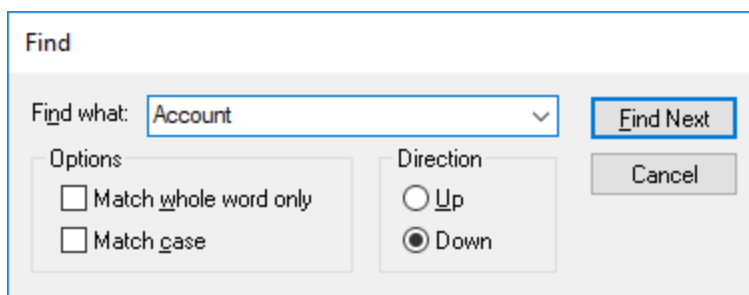 Find
Find what: Account
Find Next
Options
Direction
Cancel
Match whole word only
Up
Match case
Down